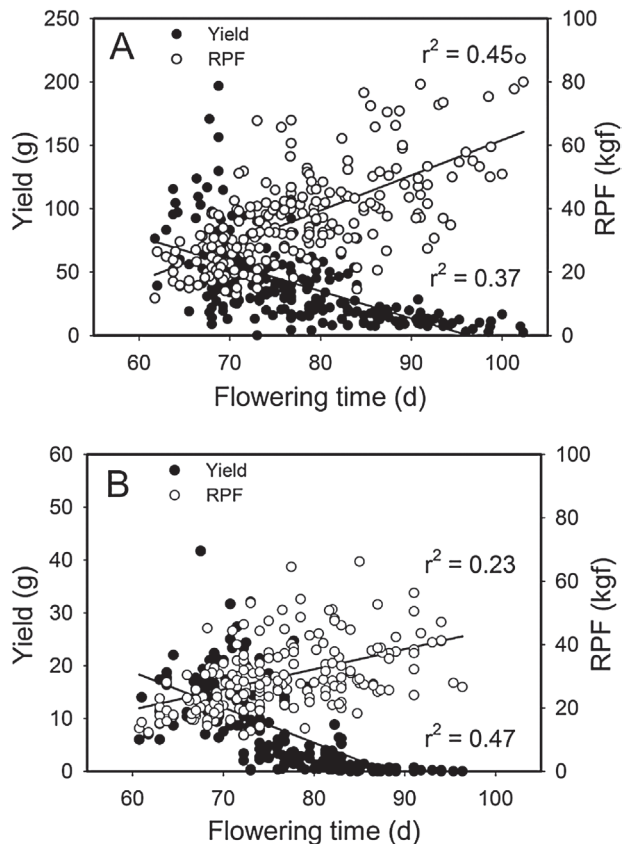 A
Yield
RPF
r² = 0.45
r² = 0.37
250
200
150
100
50
0
Yield (g)
100
80
60
40
20
0
RPF (kgf)
60 70 80 90 100
Flowering time (d)
B
Yield
RPF
r² = 0.23
r² = 0.47
60
50
40
30
20
10
0
Yield (g)
100
80
60
40
20
0
RPF (kgf)
60 70 80 90 100
Flowering time (d)